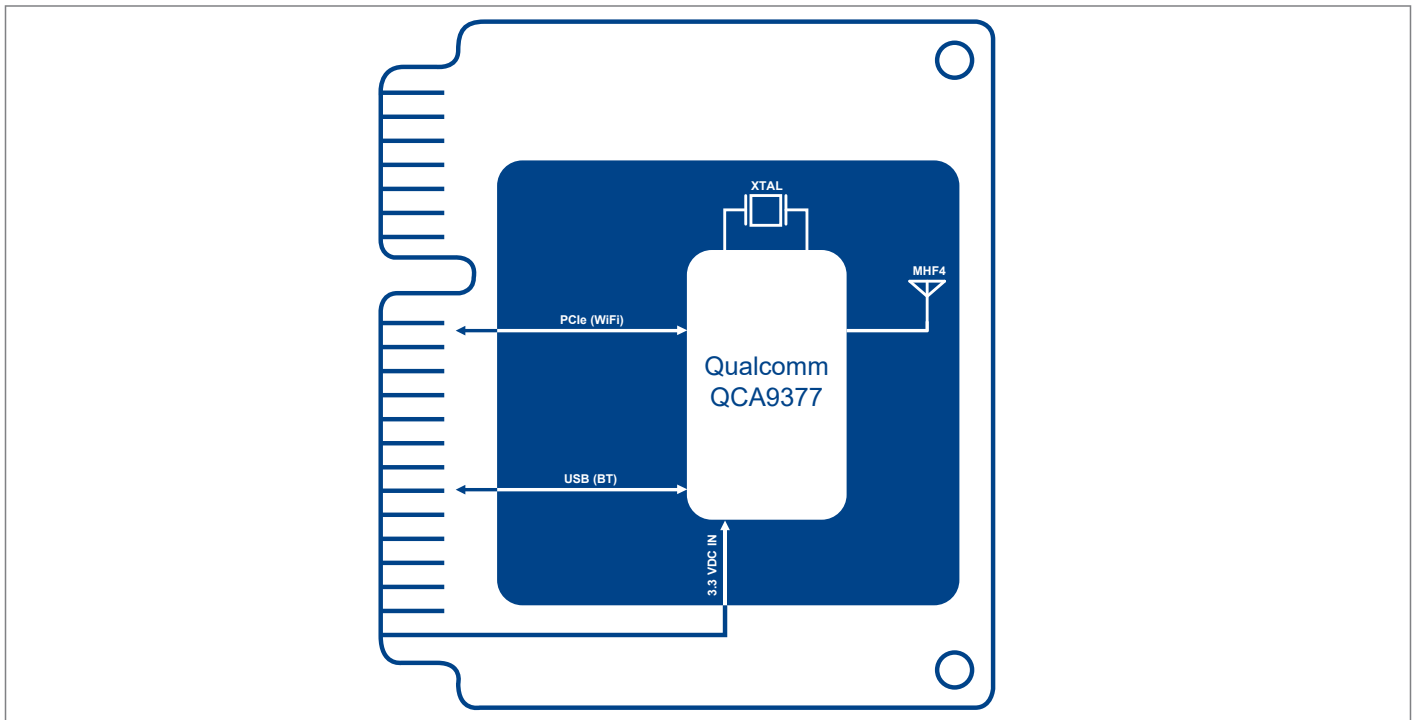 XTAL
MHF4
PCIe (WiFi)
Qualcomm
QCA9377
USB (BT)
3.3 VDC IN